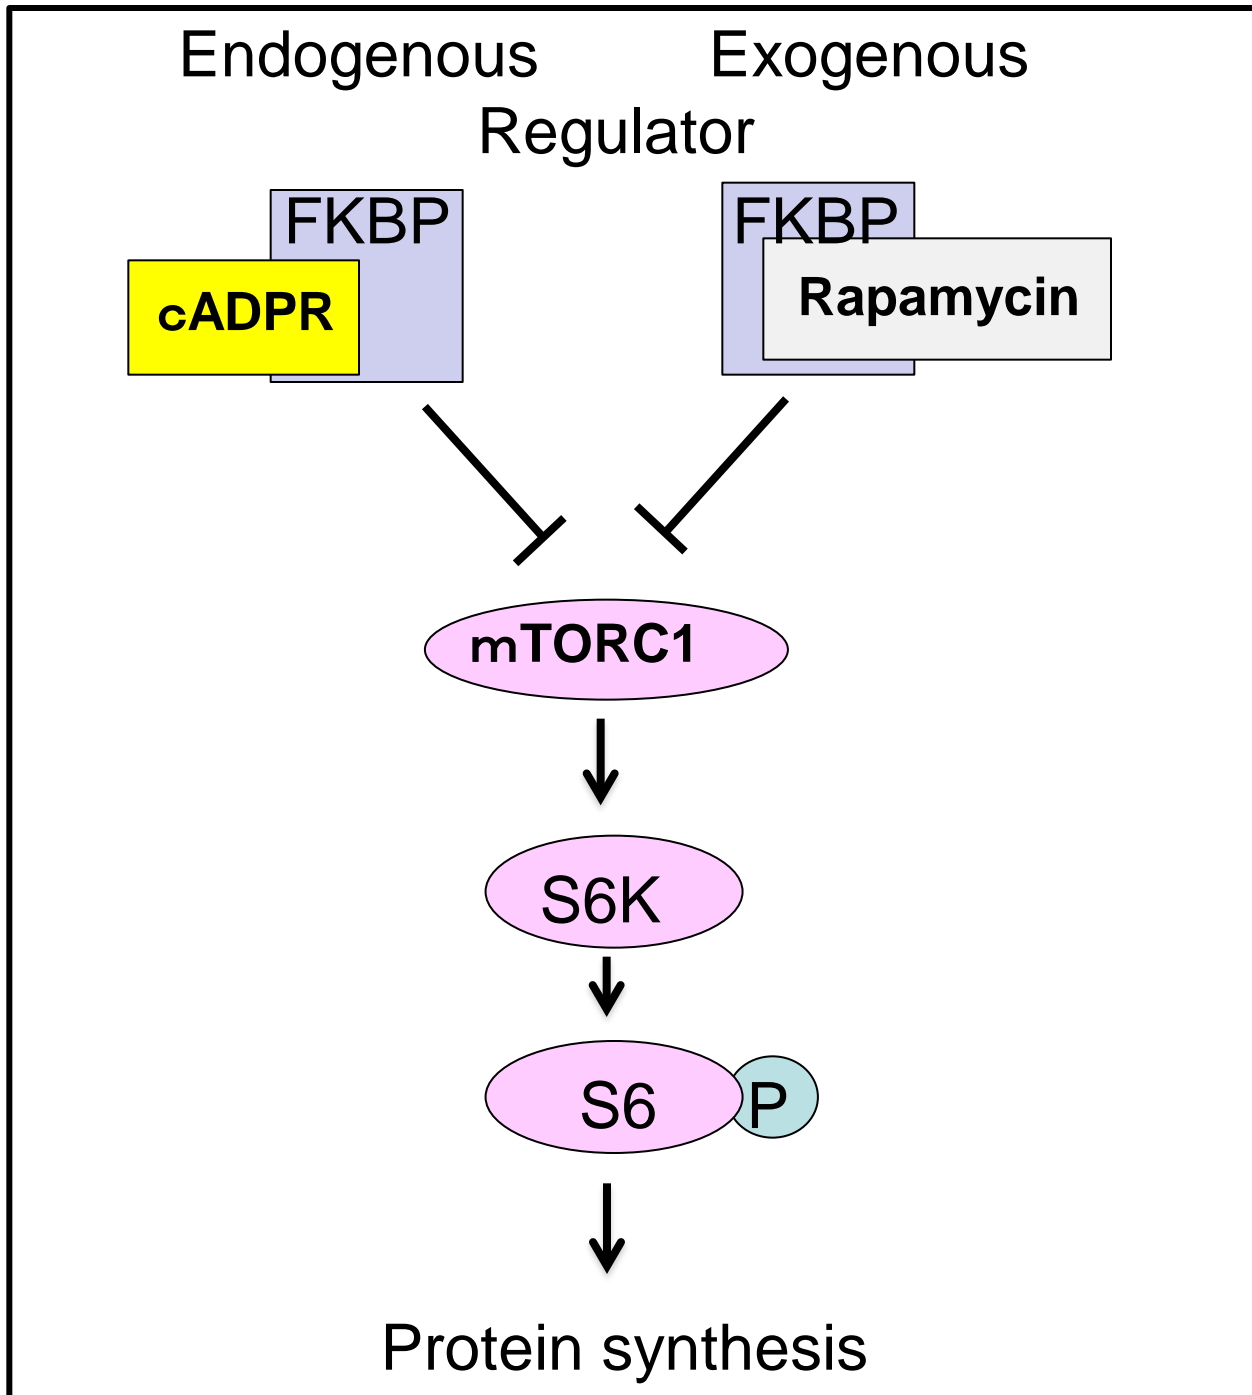 Endogenous Exogenous
Regulator
FKBP FKBP
cADPR Rapamycin
mTORC1
S6K
S6 P
Protein synthesis